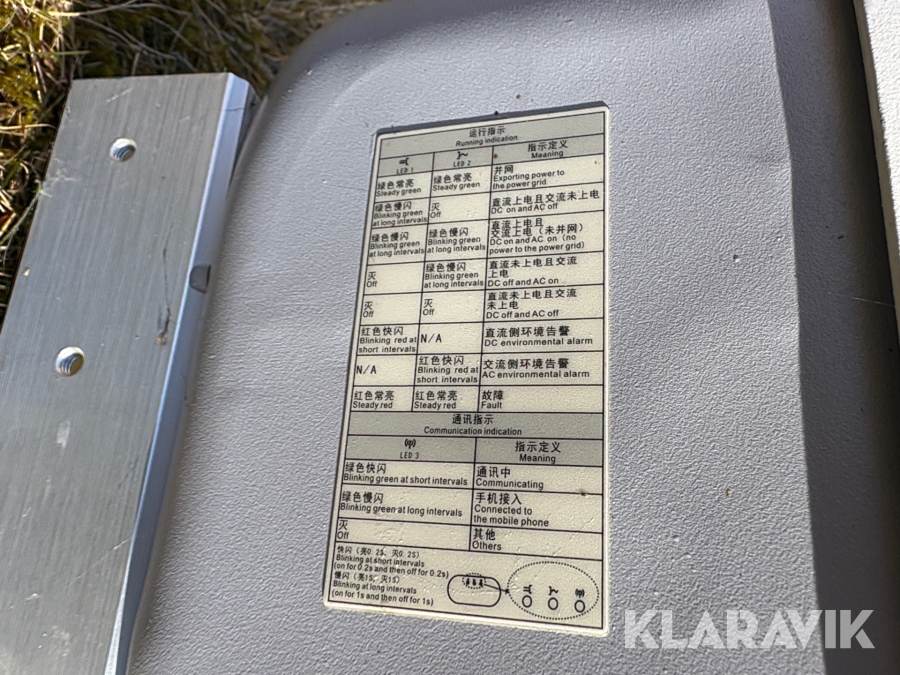 运行指示
Running indication
LED 1
LED 2
指示定义
Meaning
绿色常亮
Steady green
绿色常亮
Steady green
并网
Exporting power to
the power grid
绿色慢闪
Blinking green
at long intervals
灭
Off
直流上电且交流未上电
DC on and AC off
绿色慢闪
Blinking green
at long intervals
绿色慢闪
Blinking green
at long intervals
直流上电且
交流上电（未并网）
DC on and AC on (no
power to the power grid)
灭
Off
绿色慢闪
Blinking green
at long intervals
直流未上电且交流
上电
DC off and AC on
灭
Off
灭
Off
直流未上电且交流
未上电
DC off and AC off
红色快闪
Blinking red at
short intervals
N/A
直流侧环境告警
DC environmental alarm
N/A
红色快闪
Blinking red at
short intervals
交流侧环境告警
AC environmental alarm
红色常亮
Steady red
红色常亮
Steady red
故障
Fault
通讯指示
Communication indication
LED 3
指示定义
Meaning
绿色快闪
Blinking green at short intervals
通讯中
Communicating
绿色慢闪
Blinking green at long intervals
手机接入
Connected to
the mobile phone
灭
Off
其他
Others
快闪（亮0.2S、灭0.2S）
Blinking at short intervals
(on for 0.2s and then off for 0.2s)
慢闪（亮1S、灭1S）
Blinking at long intervals
(on for 1s and then off for 1s)
KLARAVIK